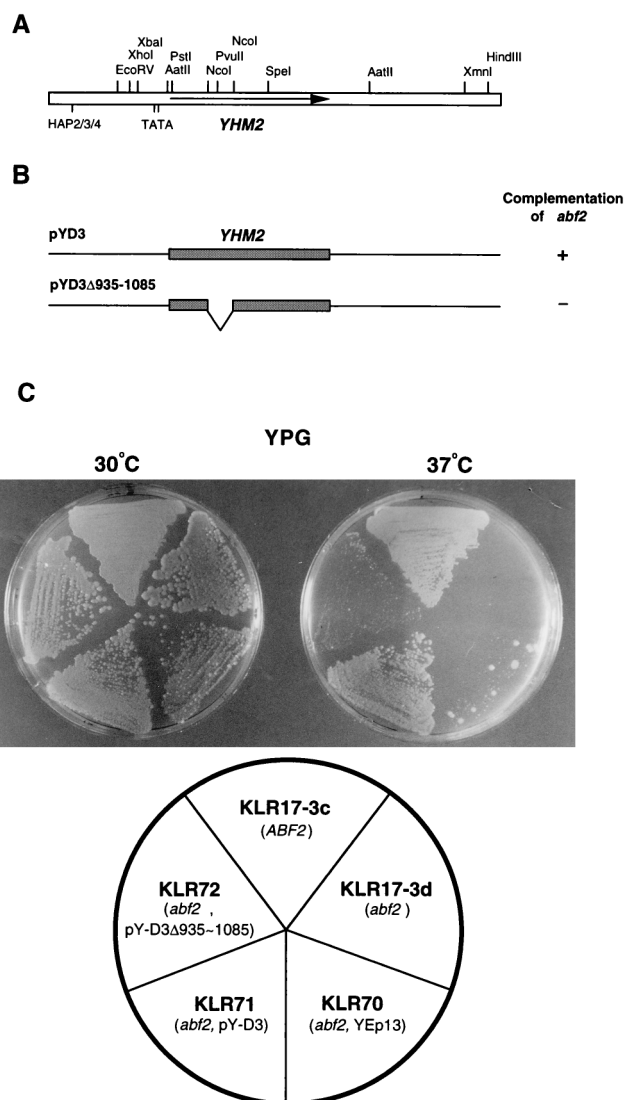 A
NcoI
XbaI
HindIII
XhoI
PstI
PvuII
EcoRV
AatII
NcoI
SpeI
AatII
XmnI
HAP2/3/4
TATA
YHM2
B
Complementation
of abf2
pYD3
YHM2
+
pYD3Δ935-1085
−
C
YPG
30°C
37°C
KLR17-3c
(ABF2)
KLR72
(abf2 ,
pY-D3Δ935~1085)
KLR17-3d
(abf2 )
KLR71
(abf2, pY-D3)
KLR70
(abf2, YEp13)